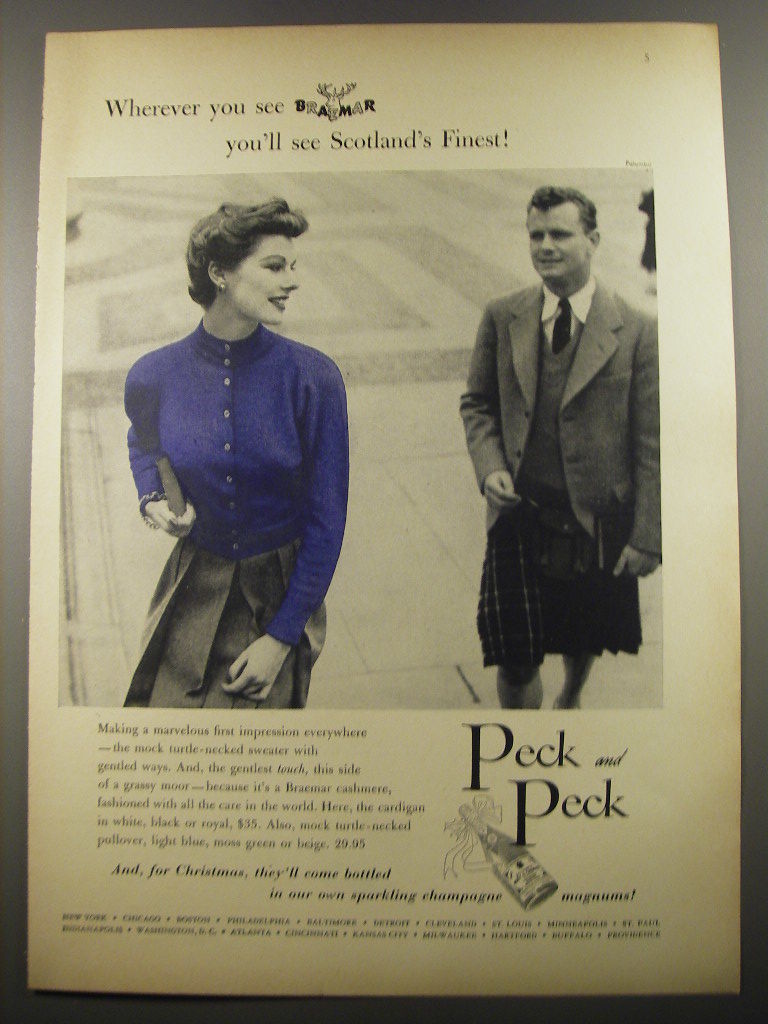 5
Wherever you see BRAEMAR
you'll see Scotland's Finest!
Making a marvelous first impression everywhere
—the mock turtle-necked sweater with
gentled ways. And, the gentlest touch, this side
of a grassy moor—because it's a Braemar cashmere,
fashioned with all the care in the world. Here, the cardigan
in white, black or royal, $35. Also, mock turtle-necked
pullover, light blue, moss green or beige. 29.95
Peck and
Peck
And, for Christmas, they'll come bottled
in our own sparkling champagne magnums!
NEW YORK • CHICAGO • BOSTON • PHILADELPHIA • BALTIMORE • DETROIT • CLEVELAND • ST. LOUIS • MINNEAPOLIS • ST. PAUL
INDIANAPOLIS • WASHINGTON, D.C. • ATLANTA • CINCINNATI • KANSAS CITY • MILWAUKEE • HARTFORD • BUFFALO • PROVIDENCE